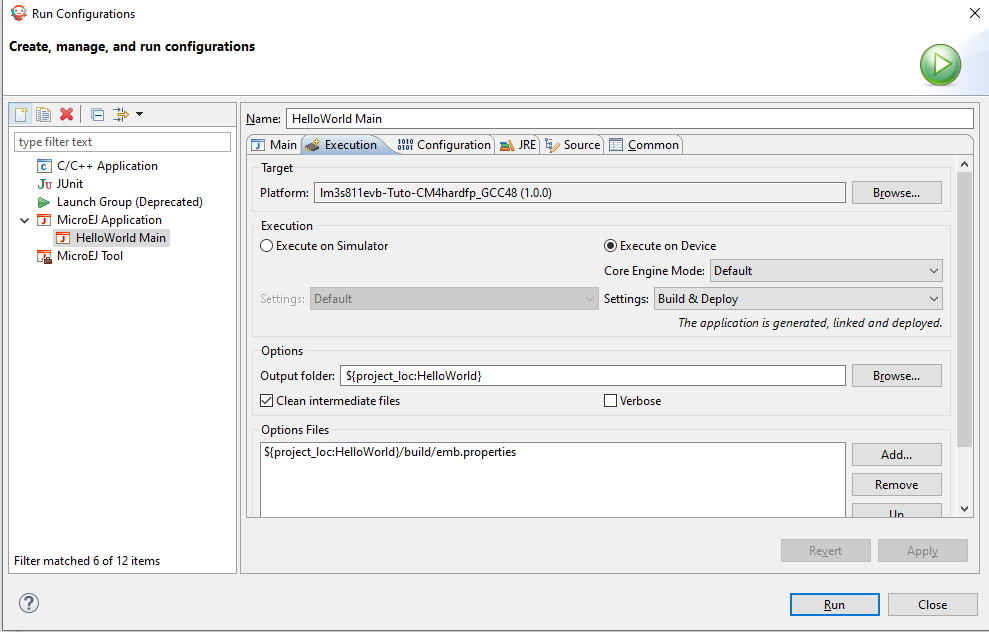 Run Configurations
Create, manage, and run configurations
type filter text
C/C++ Application
Ju JUnit
Launch Group (Deprecated)
MicroEJ Application
HelloWorld Main
MicroEJ Tool
Filter matched 6 of 12 items
Name: HelloWorld Main
Main Execution Configuration JRE Source Common
Target
Platform: lm3s811evb-Tuto-CM4hardfp_GCC48 (1.0.0) Browse...
Execution
Execute on Simulator Execute on Device
Core Engine Mode: Default
Settings: Default Settings: Build & Deploy
The application is generated, linked and deployed.
Options
Output folder: ${project_loc:HelloWorld} Browse...
Clean intermediate files Verbose
Options Files
${project_loc:HelloWorld}/build/emb.properties
Add...
Remove
Up
Revert Apply
Run Close